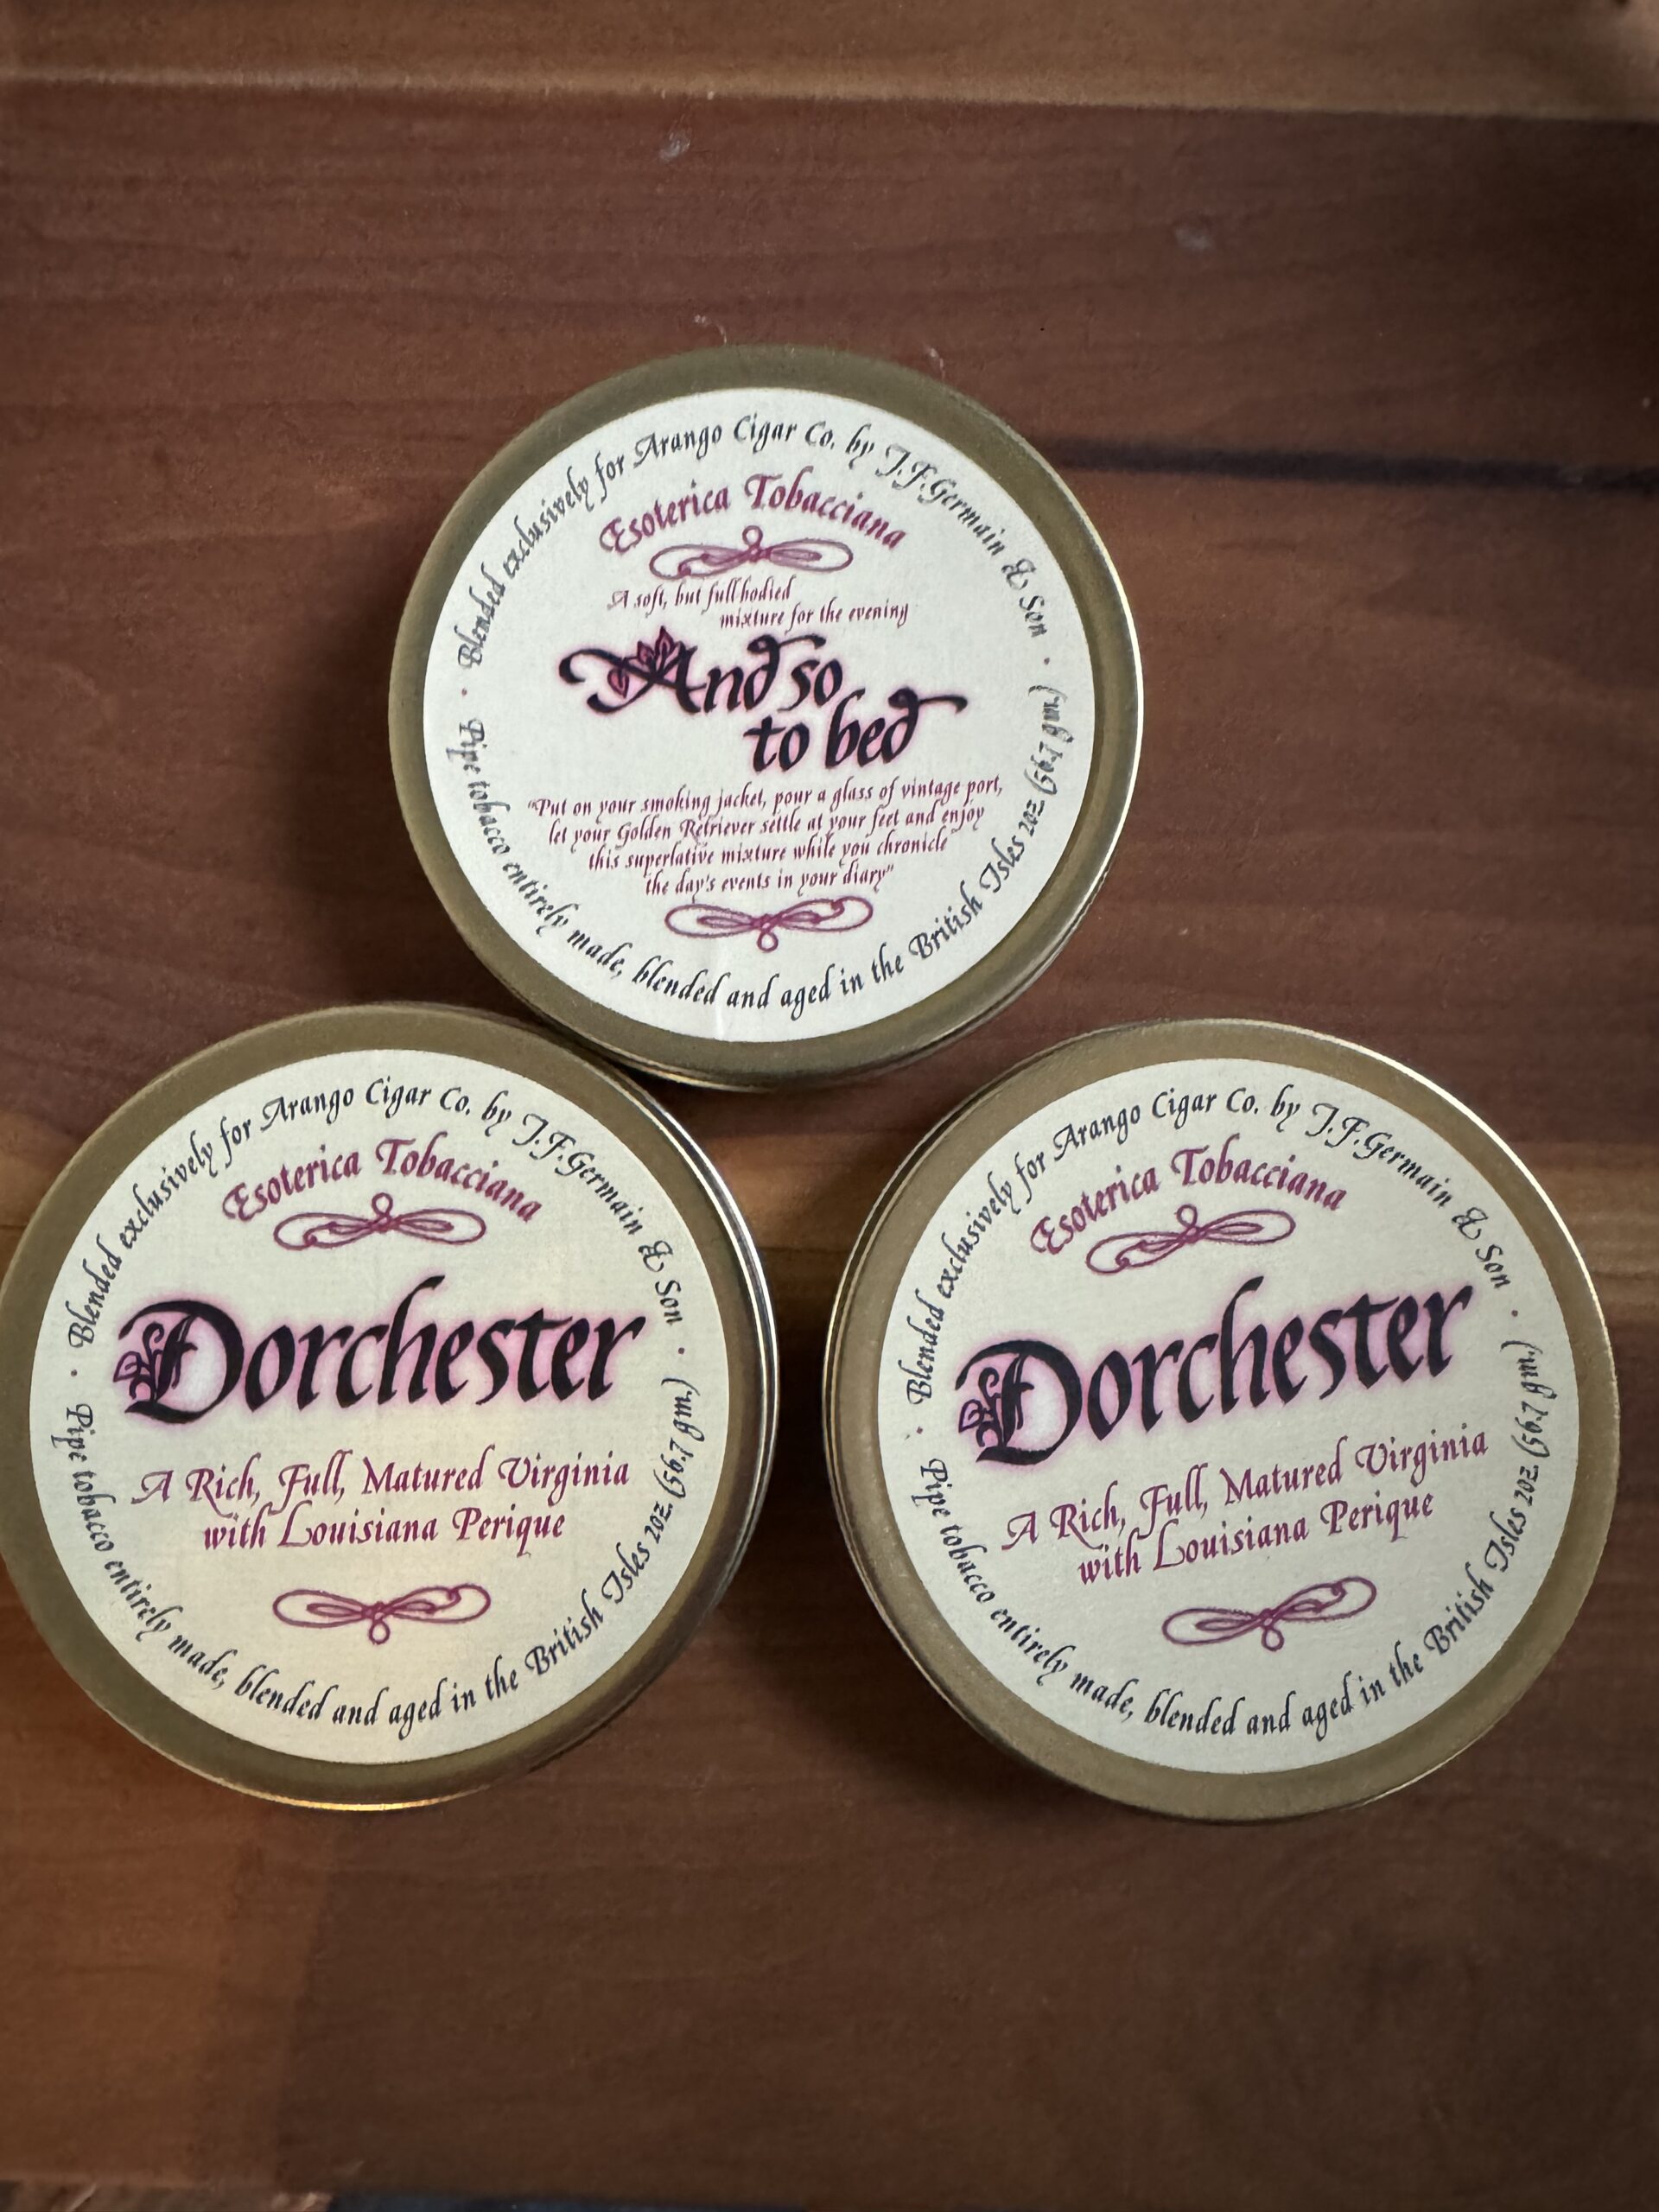 Blended exclusively for Arango Cigar Co. by J.F.Germain & Son
Esoterica Tobacciana
A soft, but fullbodied
mixture for the evening
And so
to bed
"Put on your smoking jacket, pour a glass of vintage port,
let your Golden Retriever settle at your feet and enjoy
this superlative mixture while you chronicle
the day's events in your diary"
Pipe tobacco entirely made, blended and aged in the British Isles 2oz (56.7 gm.)
Blended exclusively for Arango Cigar Co. by J.F.Germain & Son
Esoterica Tobacciana
Dorchester
A Rich, Full, Matured Virginia
with Louisiana Perique
Pipe tobacco entirely made, blended and aged in the British Isles 2oz. (56.7 gm.)
Blended exclusively for Arango Cigar Co. by J.F.Germain & Son
Esoterica Tobacciana
Dorchester
A Rich, Full, Matured Virginia
with Louisiana Perique
Pipe tobacco entirely made, blended and aged in the British Isles 2oz. (56.7 gm.)